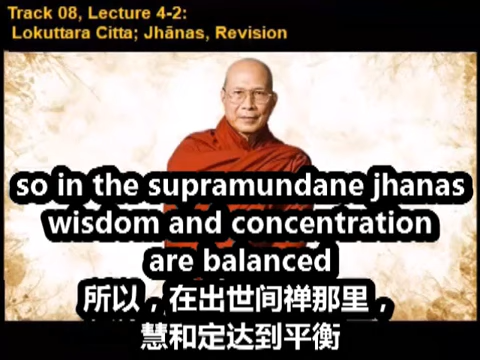 Track 08, Lecture 4-2:
Lokuttara Citta; Jhānas, Revision
so in the supramundane jhanas
wisdom and concentration
are balanced
所以，在出世间禅那里，
慧和定达到平衡